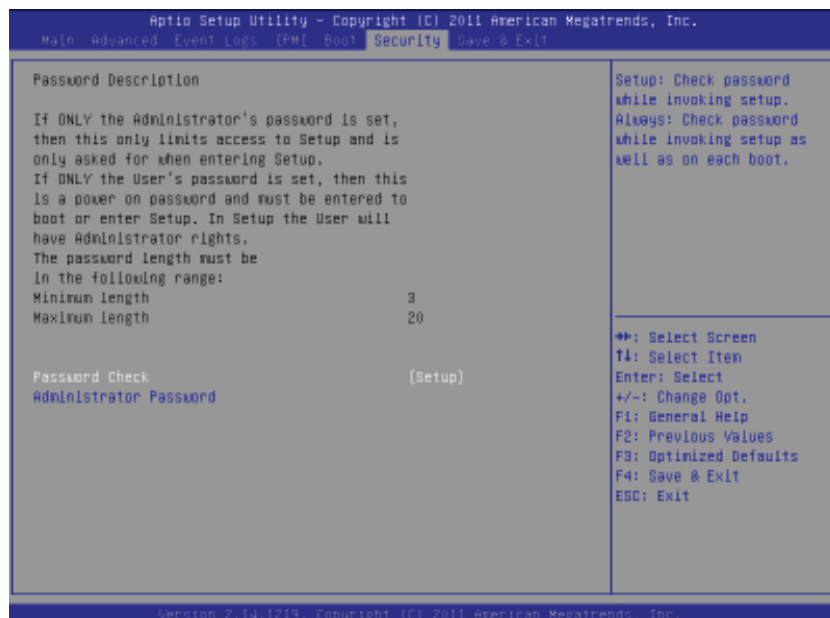 Aptio Setup Utility - Copyright (C) 2011 American Megatrends, Inc.
Main Advanced Event Logs IPMI Boot Security Save & Exit
Password Description
If ONLY the Administrator's password is set,
then this only limits access to Setup and is
only asked for when entering Setup.
If ONLY the User's password is set, then this
is a power on password and must be entered to
boot or enter Setup. In Setup the User will
have Administrator rights.
The password length must be
in the following range:
Minimum length 3
Maximum length 20
Password Check [Setup]
Administrator Password
Setup: Check password
while invoking setup.
Always: Check password
while invoking setup as
well as on each boot.
→←: Select Screen
↑↓: Select Item
Enter: Select
+/-: Change Opt.
F1: General Help
F2: Previous Values
F3: Optimized Defaults
F4: Save & Exit
ESC: Exit
Version 2.14.1219. Copyright (C) 2011 American Megatrends, Inc.